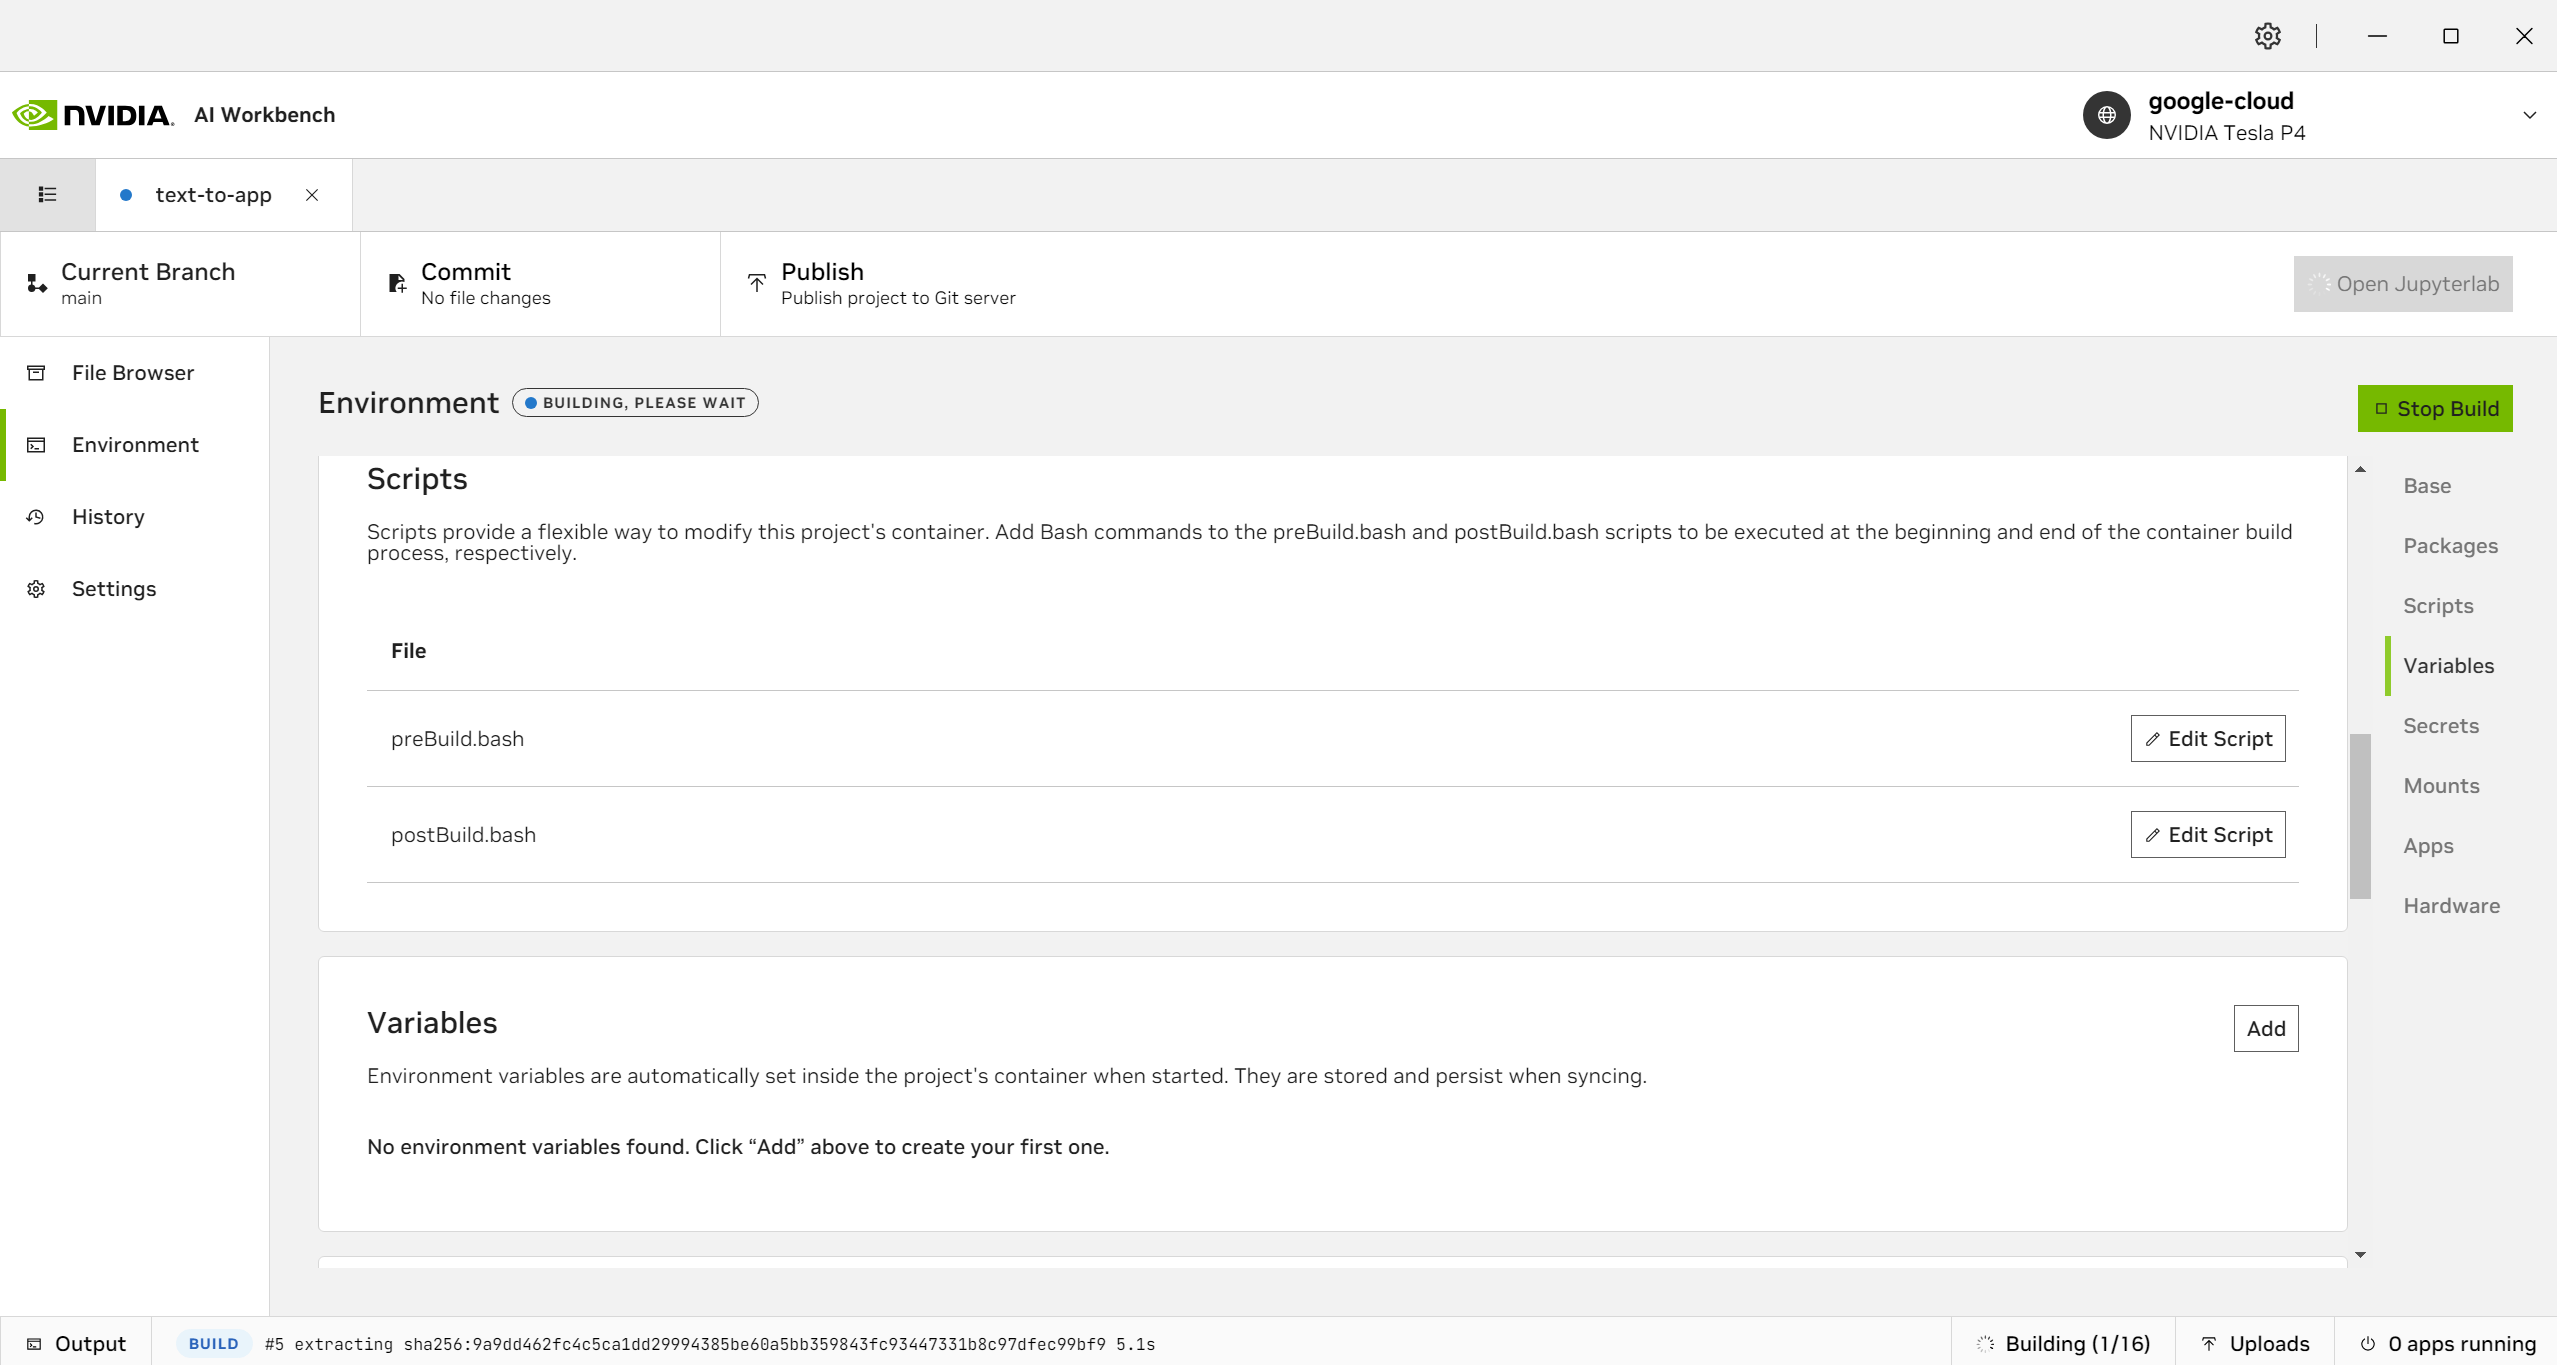 NVIDIA. AI Workbench
google-cloud
NVIDIA Tesla P4
text-to-app
Current Branch
main
Commit
No file changes
Publish
Publish project to Git server
Open Jupyterlab
File Browser
Environment
History
Settings
Environment
BUILDING, PLEASE WAIT
Stop Build
Scripts
Scripts provide a flexible way to modify this project's container. Add Bash commands to the preBuild.bash and postBuild.bash scripts to be executed at the beginning and end of the container build
process, respectively.
File
preBuild.bash
Edit Script
postBuild.bash
Edit Script
Variables
Add
Environment variables are automatically set inside the project's container when started. They are stored and persist when syncing.
No environment variables found. Click “Add” above to create your first one.
Base
Packages
Scripts
Variables
Secrets
Mounts
Apps
Hardware
Output
BUILD
#5 extracting sha256:9a9dd462fc4c5ca1dd29994385be60a5bb359843fc93447331b8c97dfec99bf9 5.1s
Building (1/16)
Uploads
0 apps running